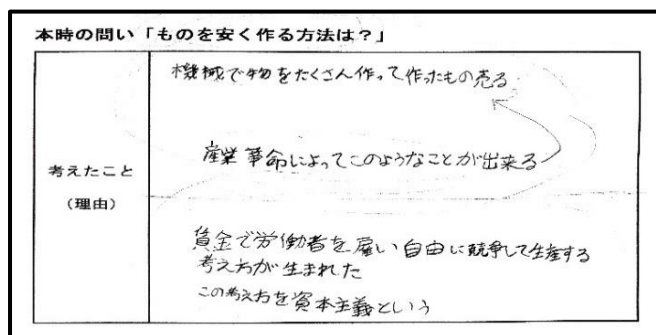 本時の問い「ものを安く作る方法は？」
機械で物をたくさん作って作ったもの売る
産業革命によってこのようなことが出来る
考えたこと
（理由）
賃金で労働者を雇い自由に競争して生産する
考え方が生まれた
この考え方を資本主義という